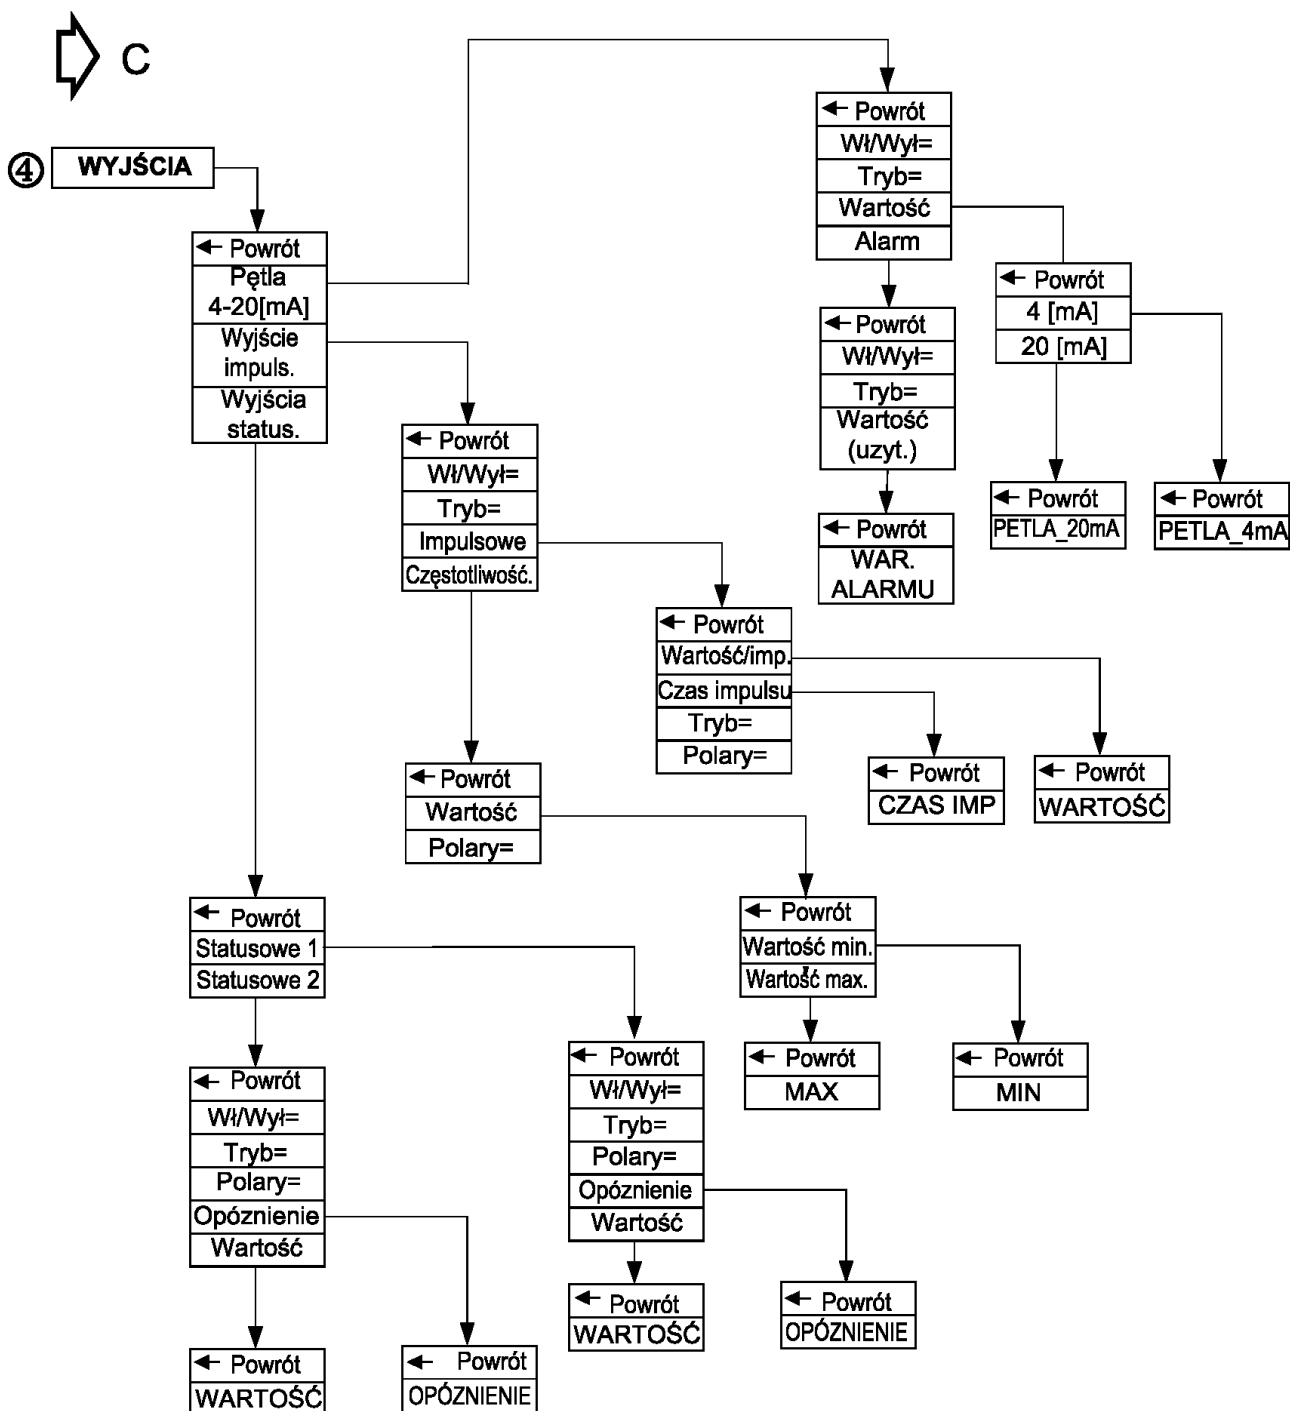 C
④ WYJŚCIA
← Powrót
Pętla
4-20[mA]
Wyjście
impuls.
Wyjścia
status.
← Powrót
Wł/Wył=
Tryb=
Wartość
Alarm
← Powrót
4 [mA]
20 [mA]
← Powrót
Wł/Wył=
Tryb=
Wartość
(uzyt.)
← Powrót
PETLA_20mA
← Powrót
PETLA_4mA
← Powrót
WAR.
ALARMU
← Powrót
Wł/Wył=
Tryb=
Impulsowe
Częstotliwość.
← Powrót
Wartość/imp.
Czas impulsu
Tryb=
Polary=
← Powrót
CZAS IMP
← Powrót
WARTOŚĆ
← Powrót
Wartość
Polary=
← Powrót
Wartość min.
Wartość max.
← Powrót
MAX
← Powrót
MIN
← Powrót
Statusowe 1
Statusowe 2
← Powrót
Wł/Wył=
Tryb=
Polary=
Opóznienie
Wartość
← Powrót
WARTOŚĆ
← Powrót
OPÓZNIENIE
← Powrót
Wł/Wył=
Tryb=
Polary=
Opóznienie
Wartość
← Powrót
WARTOŚĆ
← Powrót
OPÓZNIENIE